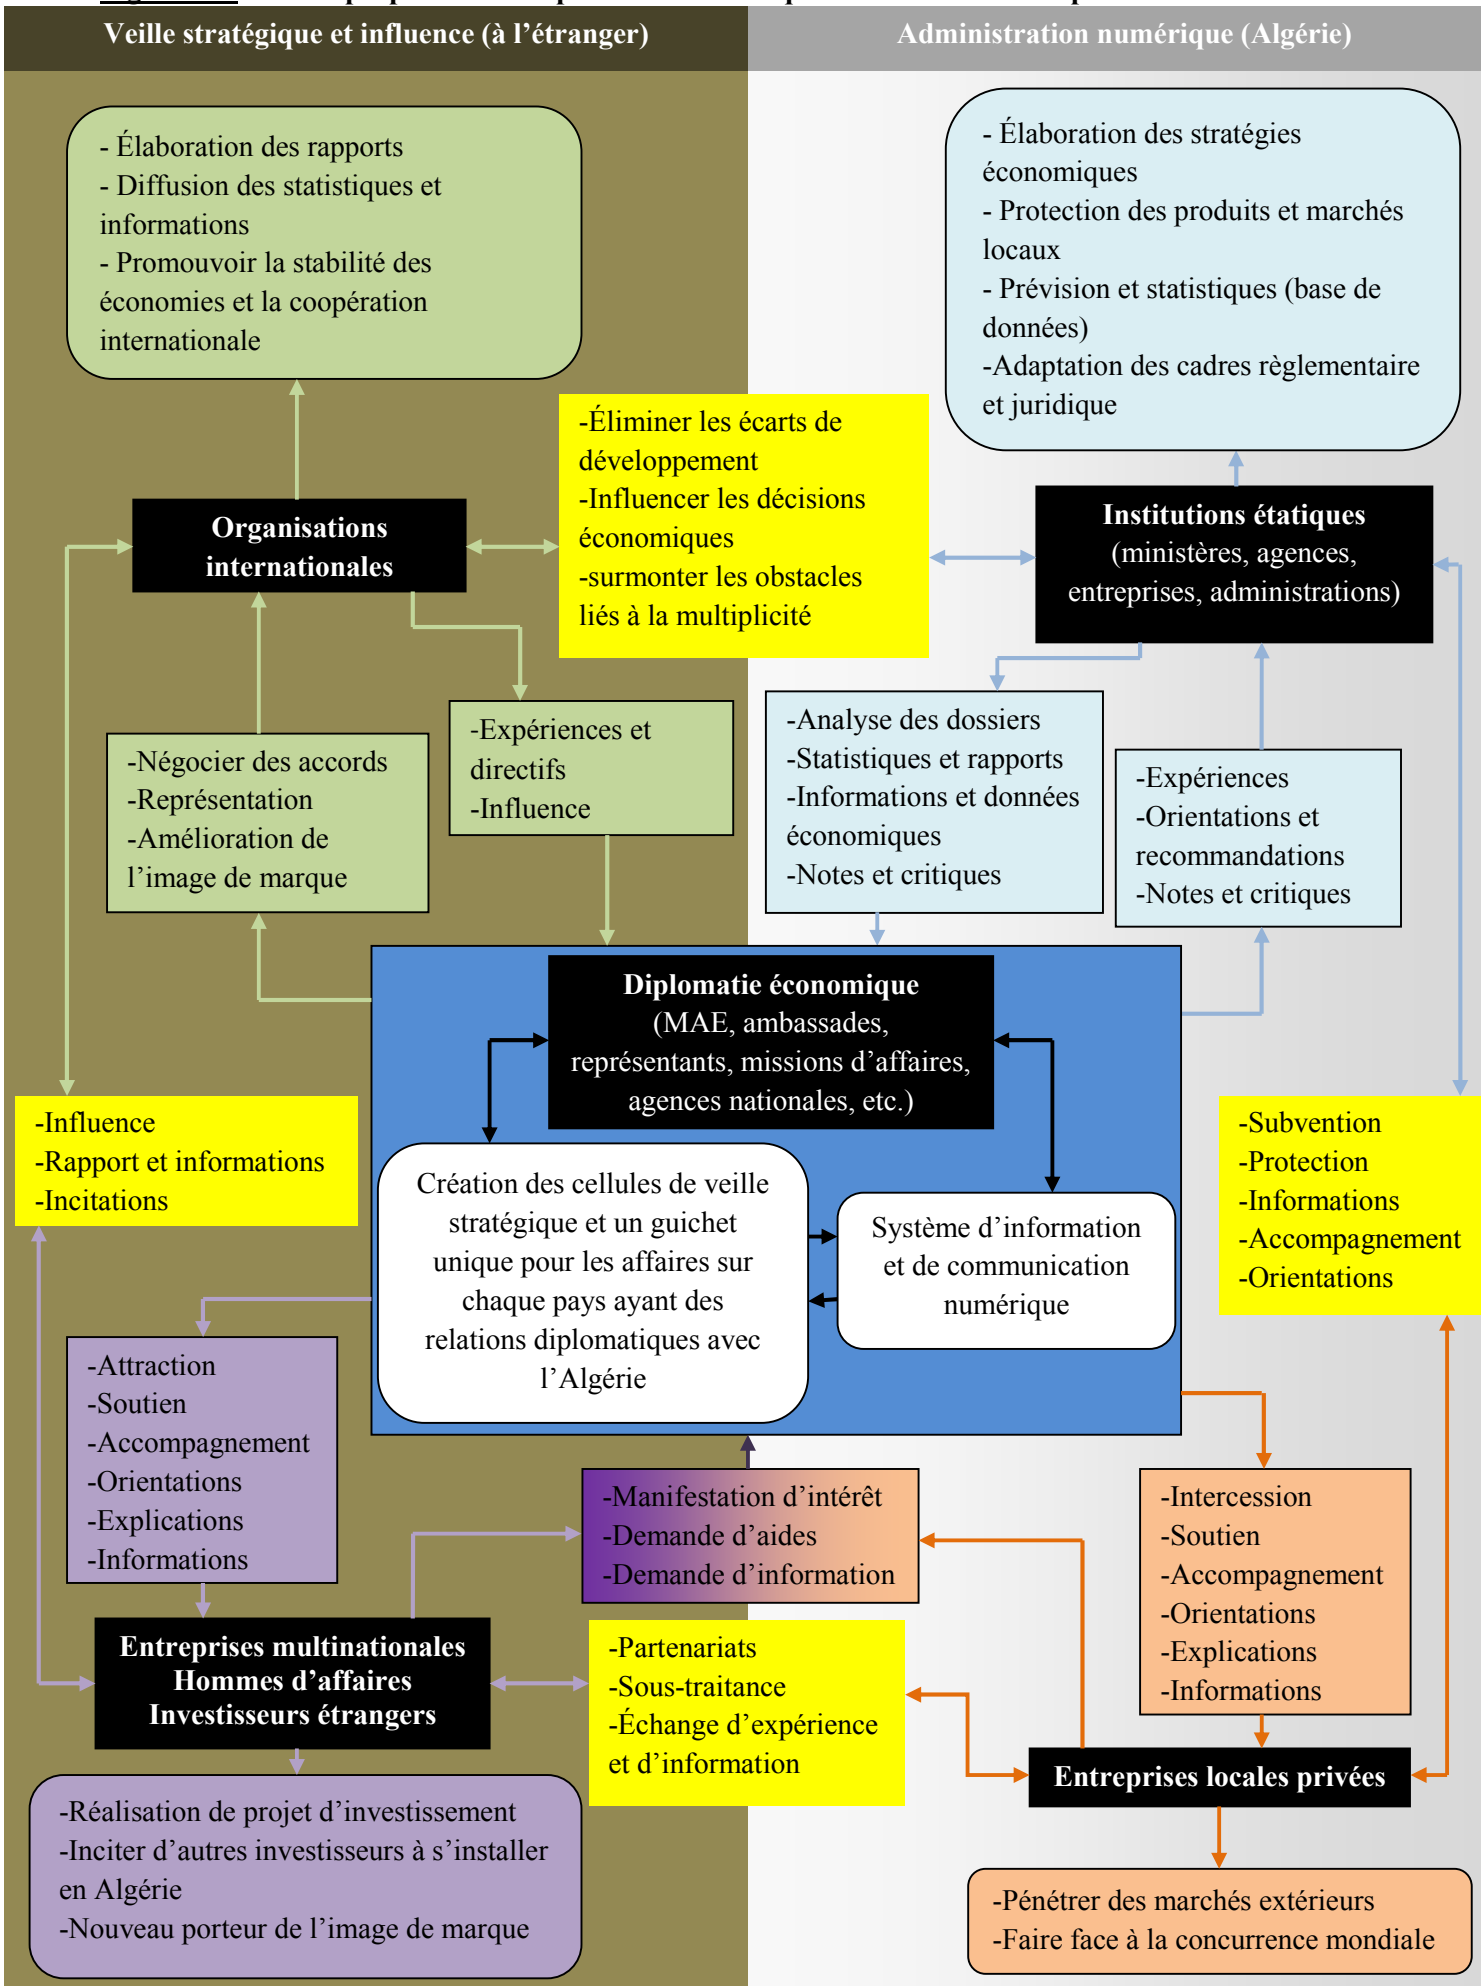 Veille stratégique et influence (à l'étranger)
Administration numérique (Algérie)
- Élaboration des rapports
- Diffusion des statistiques et
informations
- Promouvoir la stabilité des
économies et la coopération
internationale
- Élaboration des stratégies
économiques
- Protection des produits et marchés
locaux
- Prévision et statistiques (base de
données)
-Adaptation des cadres règlementaire
et juridique
-Éliminer les écarts de
développement
-Influencer les décisions
économiques
-surmonter les obstacles
liés à la multiplicité
Organisations
internationales
Institutions étatiques
(ministères, agences,
entreprises, administrations)
-Négocier des accords
-Représentation
-Amélioration de
l'image de marque
-Expériences et
directifs
-Influence
-Analyse des dossiers
-Statistiques et rapports
-Informations et données
économiques
-Notes et critiques
-Expériences
-Orientations et
recommandations
-Notes et critiques
Diplomatie économique
(MAE, ambassades,
représentants, missions d'affaires,
agences nationales, etc.)
-Influence
-Rapport et informations
-Incitations
Création des cellules de veille
stratégique et un guichet
unique pour les affaires sur
chaque pays ayant des
relations diplomatiques avec
l'Algérie
Système d'information
et de communication
numérique
-Subvention
-Protection
-Informations
-Accompagnement
-Orientations
-Attraction
-Soutien
-Accompagnement
-Orientations
-Explications
-Informations
-Manifestation d'intérêt
-Demande d'aides
-Demande d'information
-Intercession
-Soutien
-Accompagnement
-Orientations
-Explications
-Informations
Entreprises multinationales
Hommes d'affaires
Investisseurs étrangers
-Partenariats
-Sous-traitance
-Échange d'expérience
et d'information
Entreprises locales privées
-Réalisation de projet d'investissement
-Inciter d'autres investisseurs à s'installer
en Algérie
-Nouveau porteur de l'image de marque
-Pénétrer des marchés extérieurs
-Faire face à la concurrence mondiale